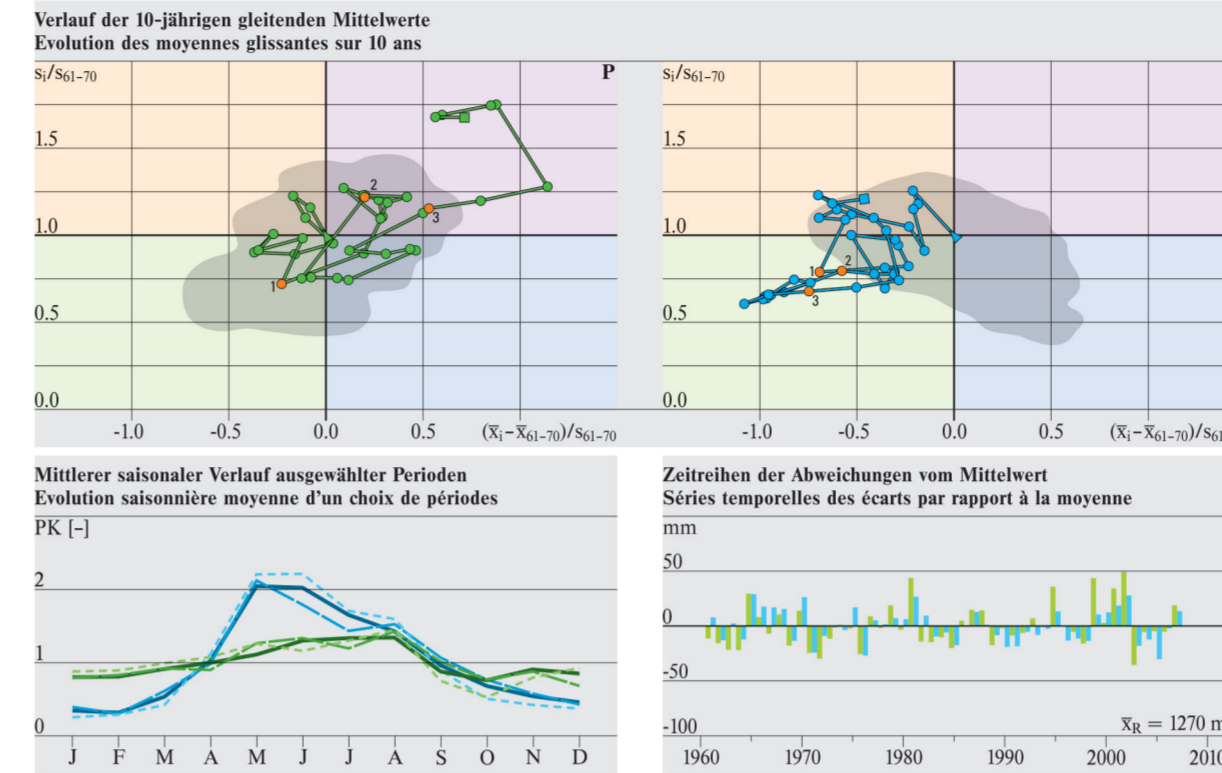 Verlauf der 10-jährigen gleitenden Mittelwerte
Evolution des moyennes glissantes sur 10 ans
sᵢ/s₆₁₋₇₀
P
1.5
1.0
0.5
0.0
2
3
1
-1.0 -0.5 0.0 0.5 (x̅ᵢ–x̅₆₁₋₇₀)/s₆₁₋₇₀
sᵢ/s₆₁₋₇₀
1.5
1.0
0.5
0.0
1
2
3
-1.0 -0.5 0.0 0.5 (x̅ᵢ–x̅₆₁₋₇₀)/s₆₁
Mittlerer saisonaler Verlauf ausgewählter Perioden
Evolution saisonnière moyenne d’un choix de périodes
PK [–]
2
1
0
J F M A M J J A S O N D
Zeitreihen der Abweichungen vom Mittelwert
Séries temporelles des écarts par rapport à la moyenne
mm
50
0
-50
-100
x̅R = 1270 m
1960 1970 1980 1990 2000 2010